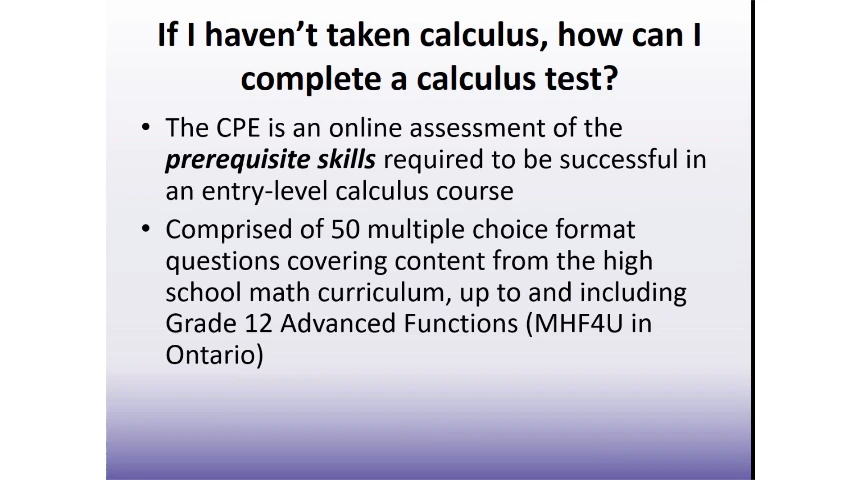 If I haven’t taken calculus, how can I
complete a calculus test?
• The CPE is an online assessment of the
prerequisite skills required to be successful in
an entry-level calculus course
• Comprised of 50 multiple choice format
questions covering content from the high
school math curriculum, up to and including
Grade 12 Advanced Functions (MHF4U in
Ontario)